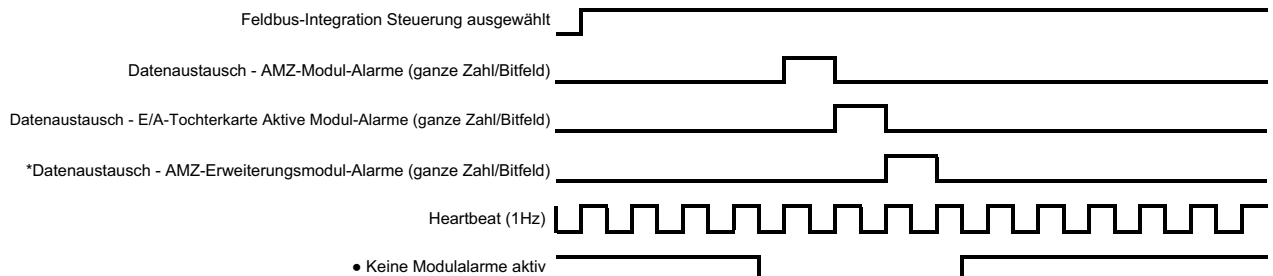 Feldbus-Integration Steuerung ausgewählt
Datenaustausch - AMZ-Modul-Alarme (ganze Zahl/Bitfeld)
Datenaustausch - E/A-Tochterkarte Aktive Modul-Alarme (ganze Zahl/Bitfeld)
*Datenaustausch - AMZ-Erweiterungsmodul-Alarme (ganze Zahl/Bitfeld)
Heartbeat (1Hz)
● Keine Modulalarme aktiv